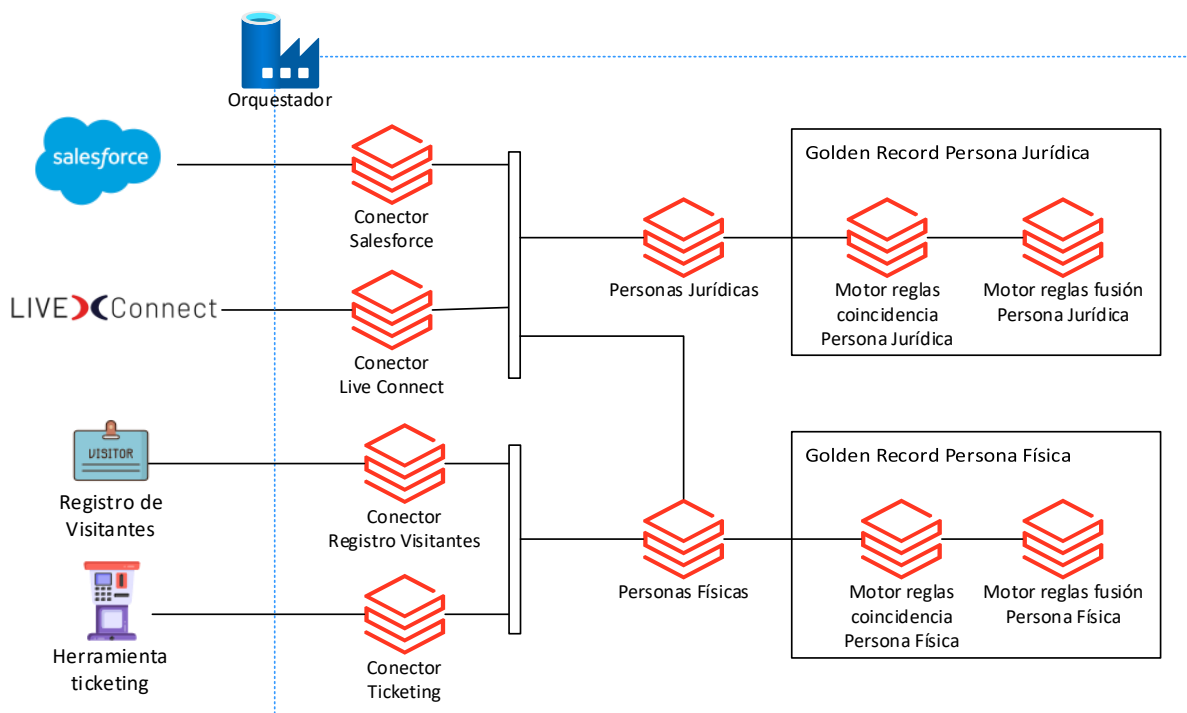 Orquestador
salesforce
Conector
Salesforce
LIVE Connect
Conector
Live Connect
Personas Jurídicas
Golden Record Persona Jurídica
Motor reglas
coincidencia
Persona Jurídica
Motor reglas fusión
Persona Jurídica
VISITOR
Registro de
Visitantes
Conector
Registro Visitantes
Herramienta
ticketing
Conector
Ticketing
Personas Físicas
Golden Record Persona Física
Motor reglas
coincidencia
Persona Física
Motor reglas fusión
Persona Física